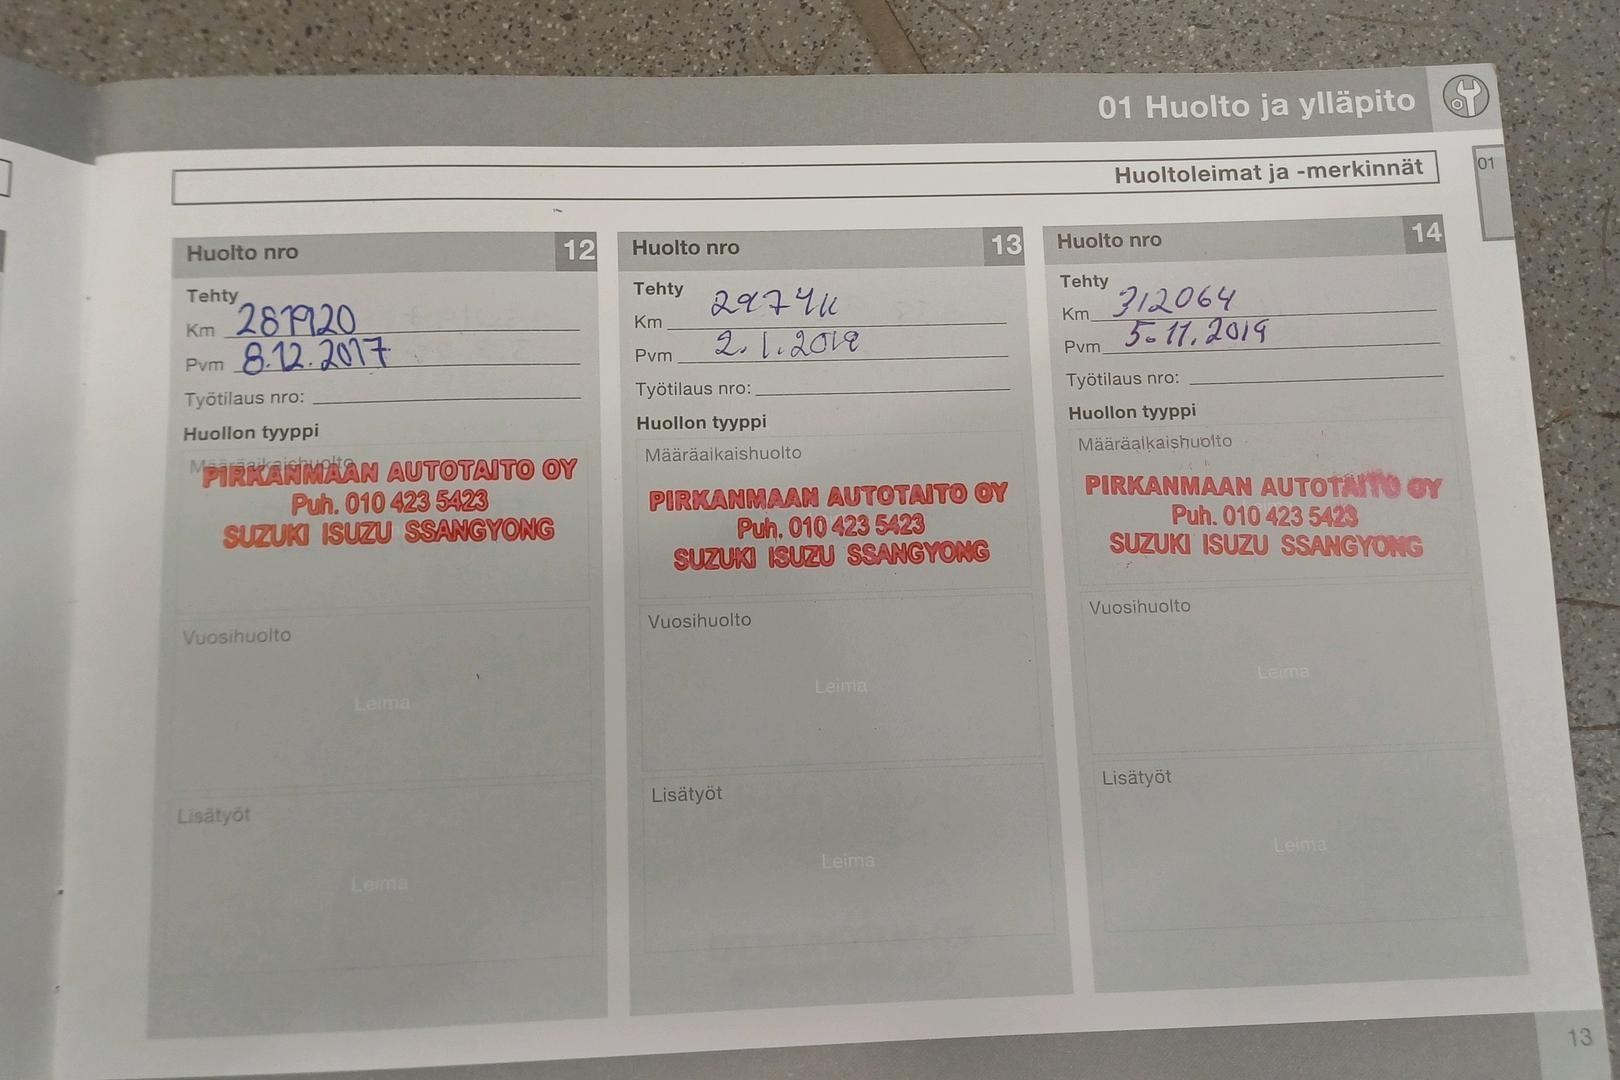 01 Huolto ja ylläpito
01
Huoltoleimat ja -merkinnät
Huolto nro 12
Tehty
Km 281920
Pvm 8.12.2017
Työtilaus nro:
Huollon tyyppi
Määräaikaishuolto
PIRKANMAAN AUTOTAITO OY
Puh. 010 423 5423
SUZUKI ISUZU SSANGYONG
Vuosihuolto
Leima
Lisätyöt
Leima
Huolto nro 13
Tehty
Km
Pvm 2.1.2019
Työtilaus nro:
Huollon tyyppi
Määräaikaishuolto
PIRKANMAAN AUTOTAITO OY
Puh. 010 423 5423
SUZUKI ISUZU SSANGYONG
Vuosihuolto
Leima
Lisätyöt
Leima
Huolto nro 14
Tehty
Km 312064
Pvm 5.11.2019
Työtilaus nro:
Huollon tyyppi
Määräaikaishuolto
PIRKANMAAN AUTOTAITO OY
Puh. 010 423 5423
SUZUKI ISUZU SSANGYONG
Vuosihuolto
Leima
Lisätyöt
Leima
13